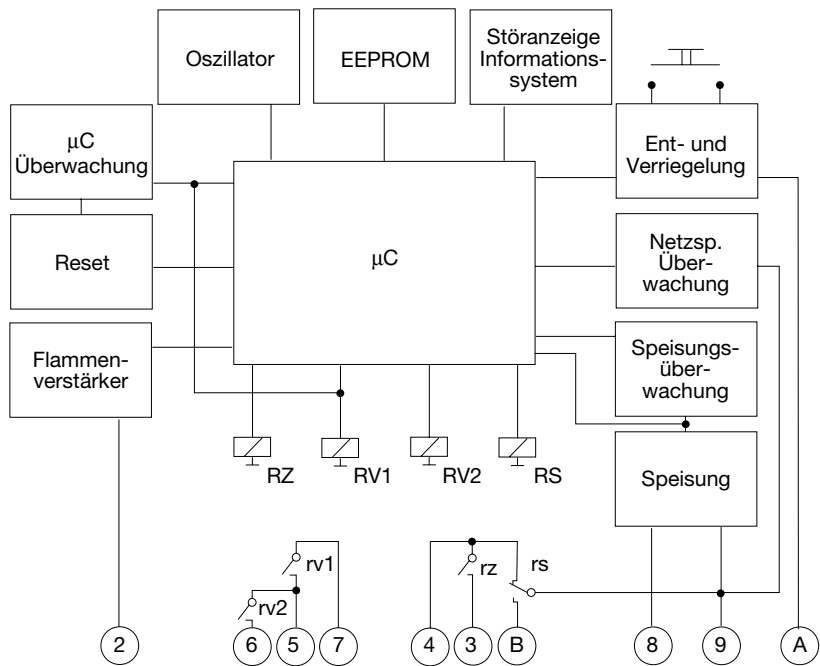 Oszillator
EEPROM
Störanzeige
Informations-
system
µC
Überwachung
Ent- und
Verriegelung
Reset
µC
Netzsp.
Über-
wachung
Flammen-
verstärker
Speisungs-
über-
wachung
RZ
RV1
RV2
RS
Speisung
rv1
rz
rs
rv2
2
6
5
7
4
3
B
8
9
A